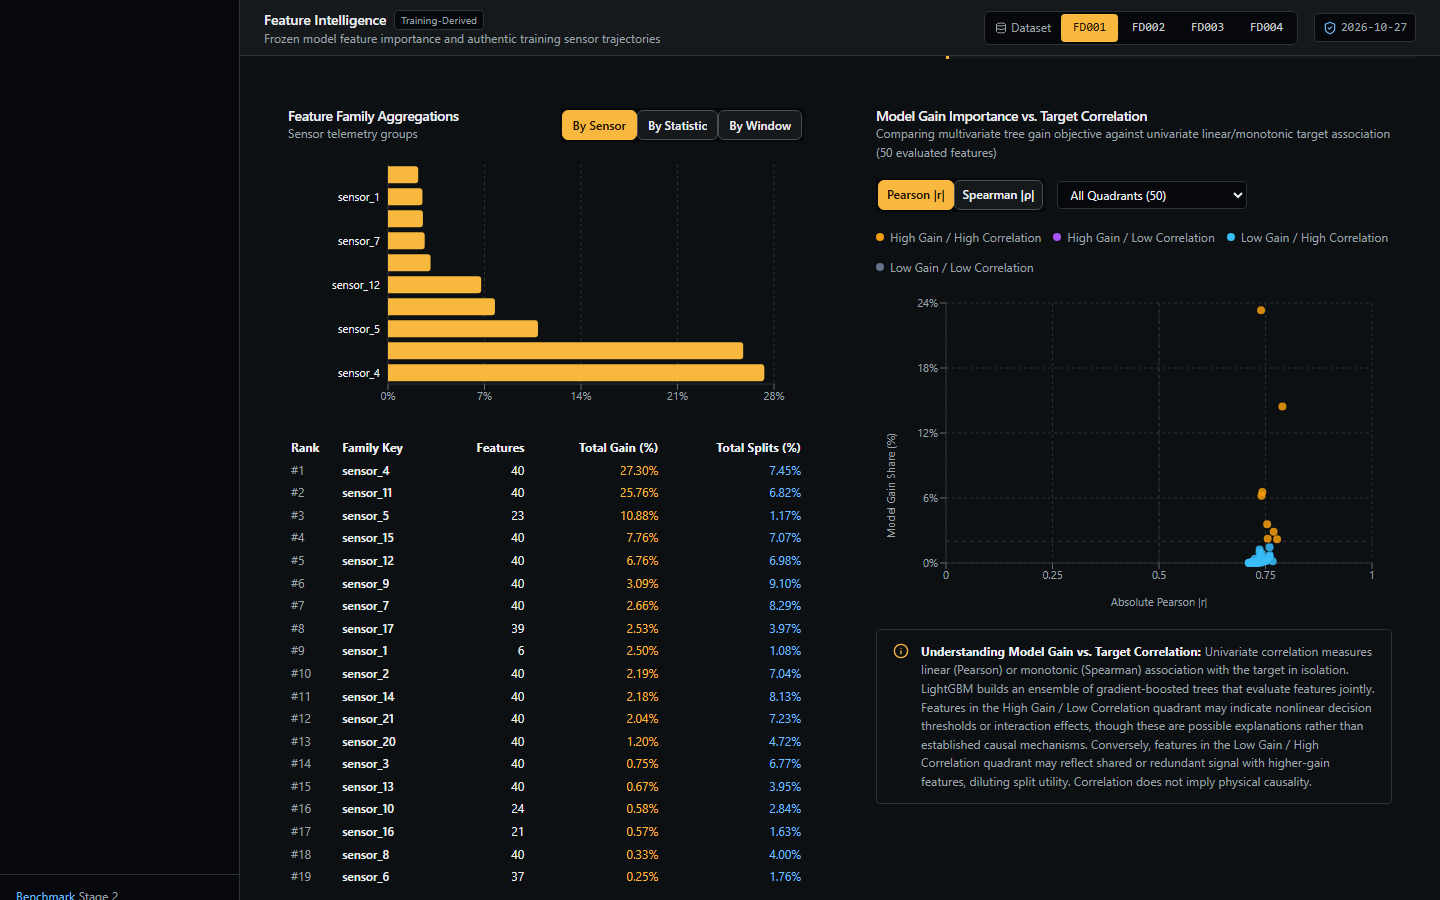 Feature Intelligence Training-Derived
Frozen model feature importance and authentic training sensor trajectories
Dataset FD001 FD002 FD003 FD004 2026-10-27
Feature Family Aggregations
Sensor telemetry groups
By Sensor By Statistic By Window
sensor_1
sensor_7
sensor_12
sensor_5
sensor_4
0% 7% 14% 21% 28%
Rank Family Key Features Total Gain (%) Total Splits (%)
#1 sensor_4 40 27.30% 7.45%
#2 sensor_11 40 25.76% 6.82%
#3 sensor_5 23 10.88% 1.17%
#4 sensor_15 40 7.76% 7.07%
#5 sensor_12 40 6.76% 6.98%
#6 sensor_9 40 3.09% 9.10%
#7 sensor_7 40 2.66% 8.29%
#8 sensor_17 39 2.53% 3.97%
#9 sensor_1 6 2.50% 1.08%
#10 sensor_2 40 2.19% 7.04%
#11 sensor_14 40 2.18% 8.13%
#12 sensor_21 40 2.04% 7.23%
#13 sensor_20 40 1.20% 4.72%
#14 sensor_3 40 0.75% 6.77%
#15 sensor_13 40 0.67% 3.95%
#16 sensor_10 24 0.58% 2.84%
#17 sensor_16 21 0.57% 1.63%
#18 sensor_8 40 0.33% 4.00%
#19 sensor_6 37 0.25% 1.76%
Model Gain Importance vs. Target Correlation
Comparing multivariate tree gain objective against univariate linear/monotonic target association
(50 evaluated features)
Pearson |r| Spearman |ρ| All Quadrants (50)
High Gain / High Correlation High Gain / Low Correlation Low Gain / High Correlation
Low Gain / Low Correlation
24%
18%
12%
6%
0%
Model Gain Share (%)
0 0.25 0.5 0.75 1
Absolute Pearson |r|
Understanding Model Gain vs. Target Correlation: Univariate correlation measures
linear (Pearson) or monotonic (Spearman) association with the target in isolation.
LightGBM builds an ensemble of gradient-boosted trees that evaluate features jointly.
Features in the High Gain / Low Correlation quadrant may indicate nonlinear decision
thresholds or interaction effects, though these are possible explanations rather than
established causal mechanisms. Conversely, features in the Low Gain / High
Correlation quadrant may reflect shared or redundant signal with higher-gain
features, diluting split utility. Correlation does not imply physical causality.
Benchmark Stage 2